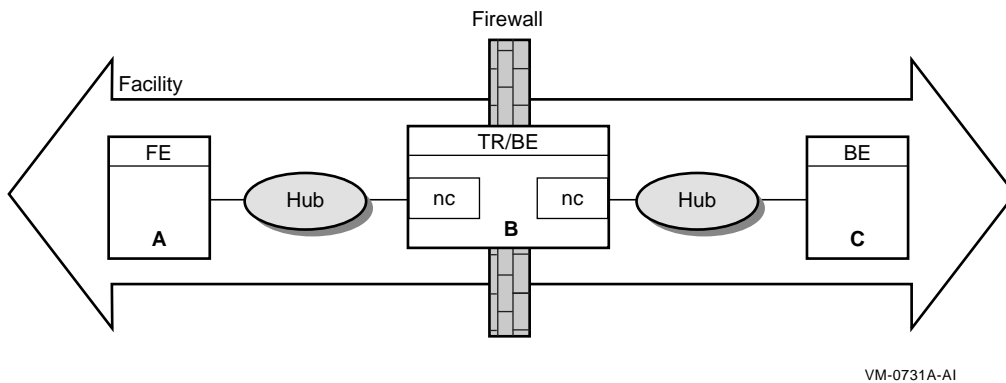 Firewall
Facility
FE
TR/BE
BE
Hub
nc
nc
Hub
A
B
C
VM-0731A-AI